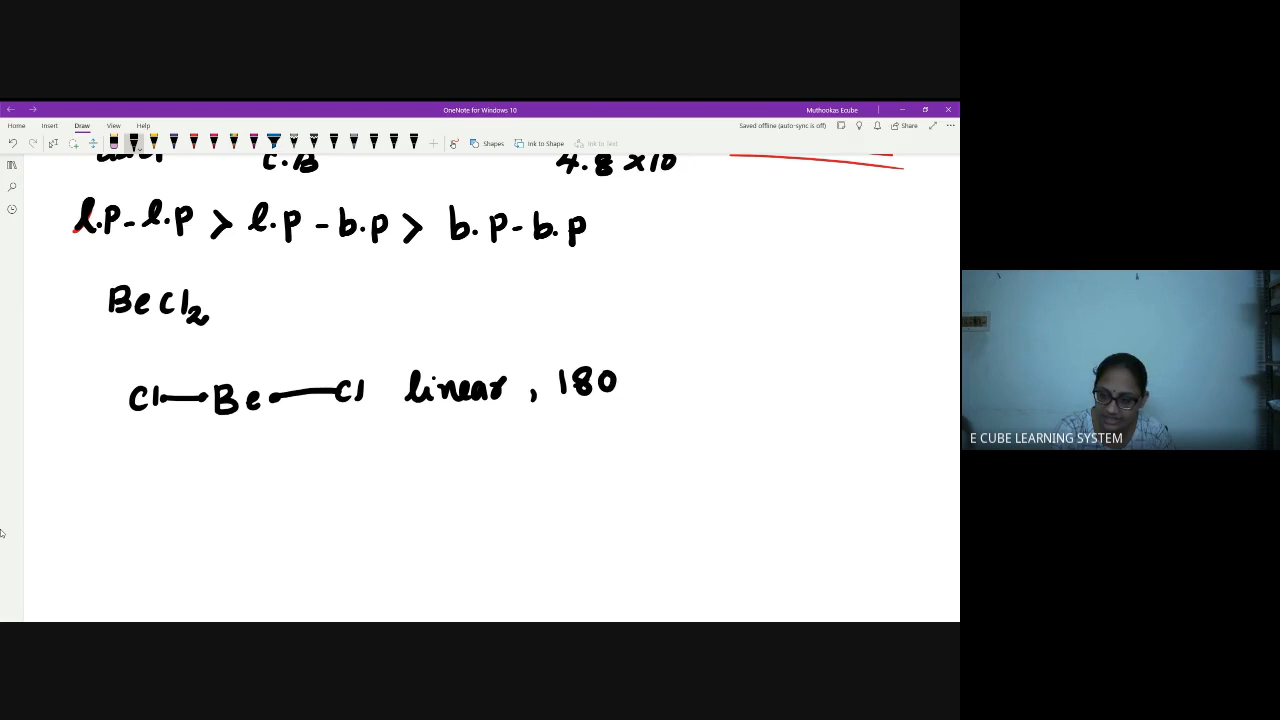 OneNote for Windows 10
Muthookas Ecube
Home Insert Draw View Help
Saved offline (auto-sync is off) Share
Shapes Ink to Shape Ink to Text
C.B 4.8 x10
l.p - l.p > l.p - b.p > b.p - b.p
BeCl2
Cl—Be—Cl linear, 180
E CUBE LEARNING SYSTEM